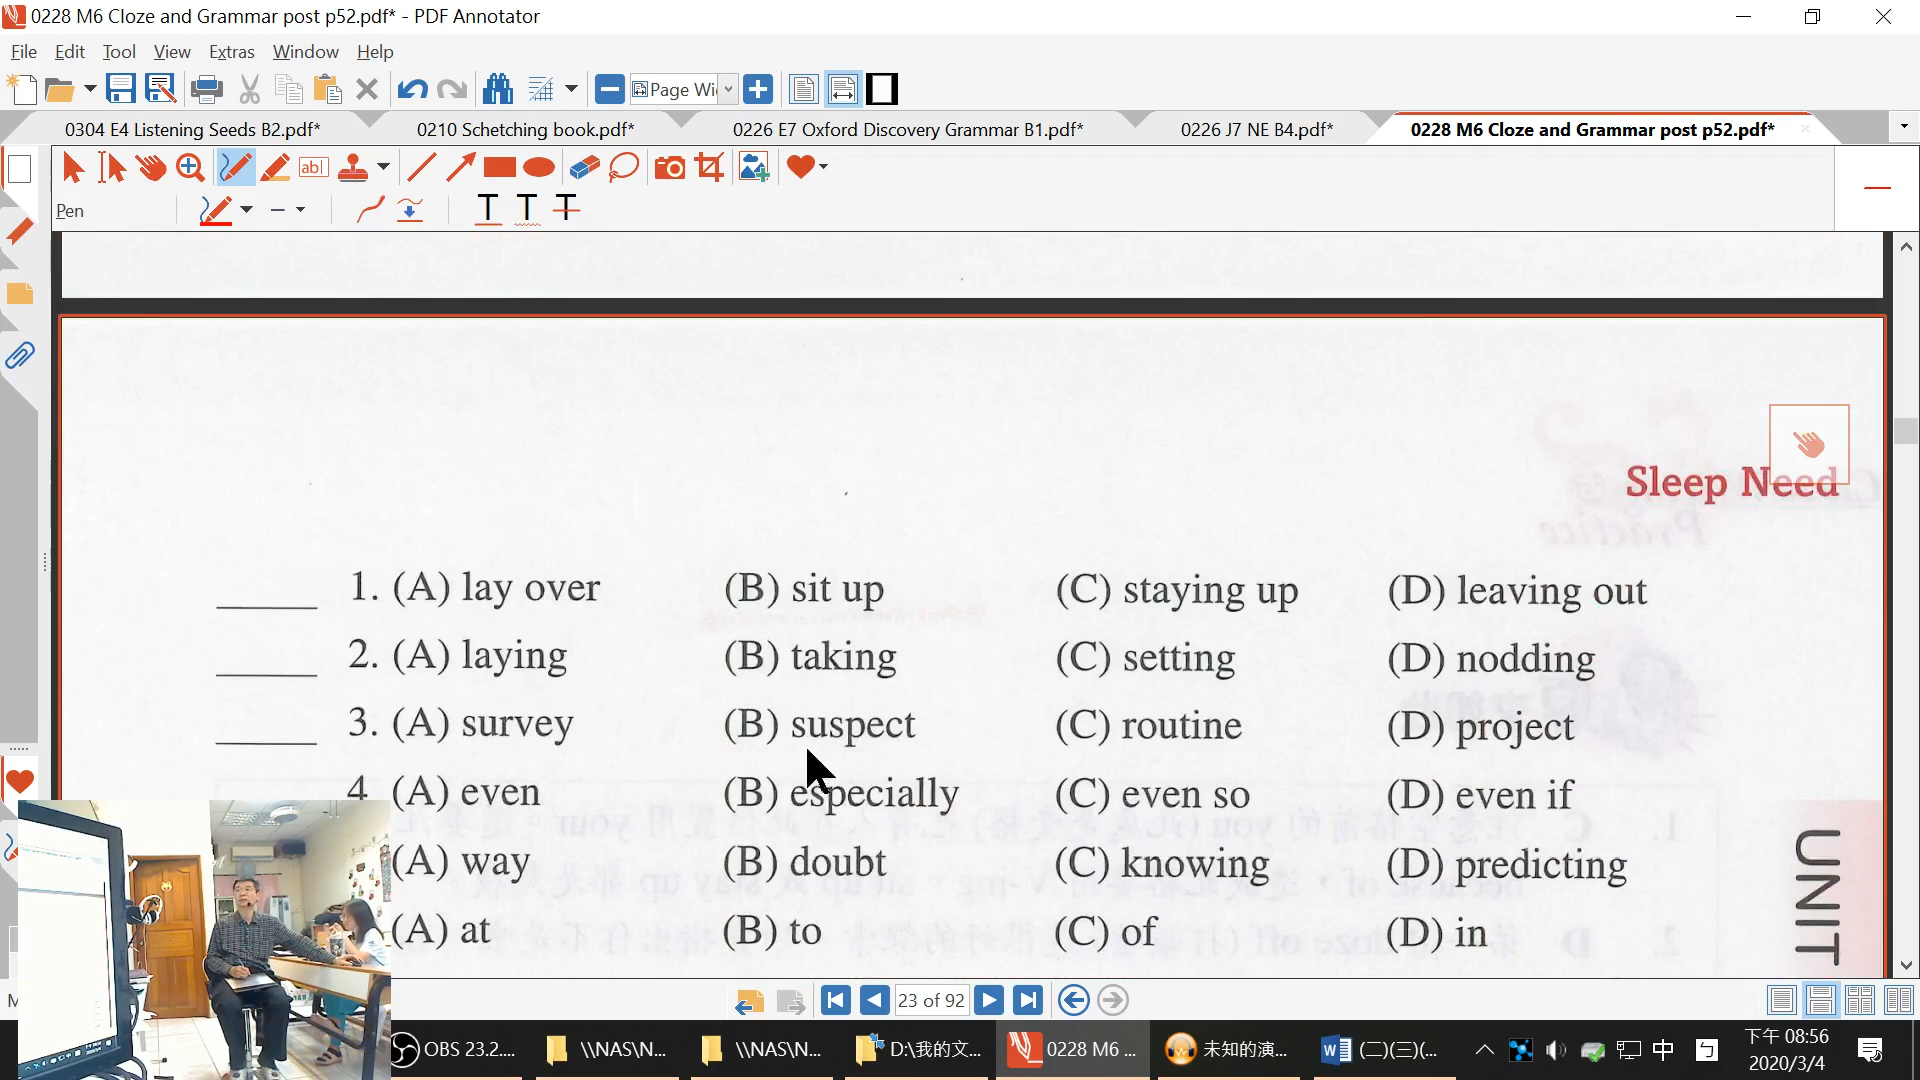 0228 M6 Cloze and Grammar post p52.pdf* - PDF Annotator
File Edit Tool View Extras Window Help
Page Wi
0304 E4 Listening Seeds B2.pdf* 0210 Schetching book.pdf* 0226 E7 Oxford Discovery Grammar B1.pdf* 0226 J7 NE B4.pdf* 0228 M6 Cloze and Grammar post p52.pdf*
Pen
Sleep Need
1. (A) lay over (B) sit up (C) staying up (D) leaving out
2. (A) laying (B) taking (C) setting (D) nodding
3. (A) survey (B) suspect (C) routine (D) project
4 (A) even (B) especially (C) even so (D) even if
(A) way (B) doubt (C) knowing (D) predicting
(A) at (B) to (C) of (D) in
UNIT
23 of 92
OBS 23.2.... \\NAS\N... \\NAS\N... D:\我的文... 0228 M6 ... 未知的演... (二)(三)(... 中 ㄅ 下午 08:56
2020/3/4